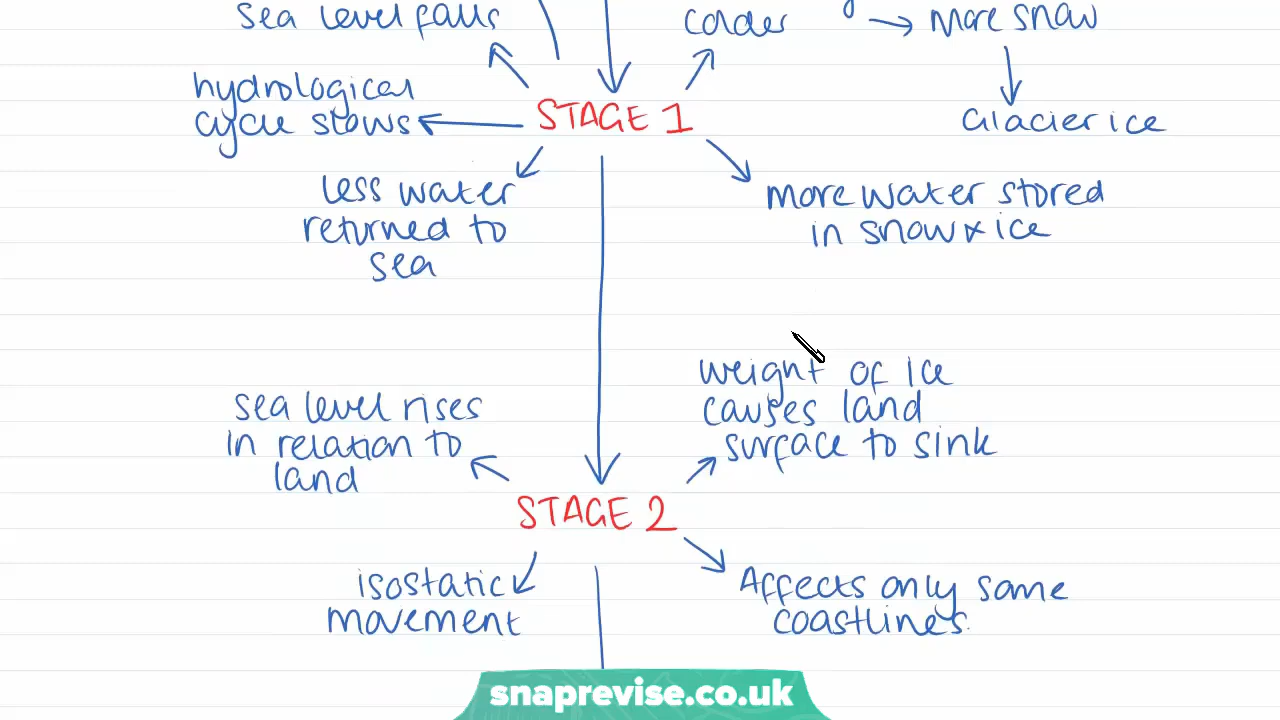 sea level falls
colder
more snow
hydrological
cycle slows
STAGE 1
Glacier ice
less water
returned to
sea
more water stored
in snow & ice
weight of ice
causes land
surface to sink
sea level rises
in relation to
land
STAGE 2
isostatic
movement
Affects only some
coastlines.
snaprevise.co.uk